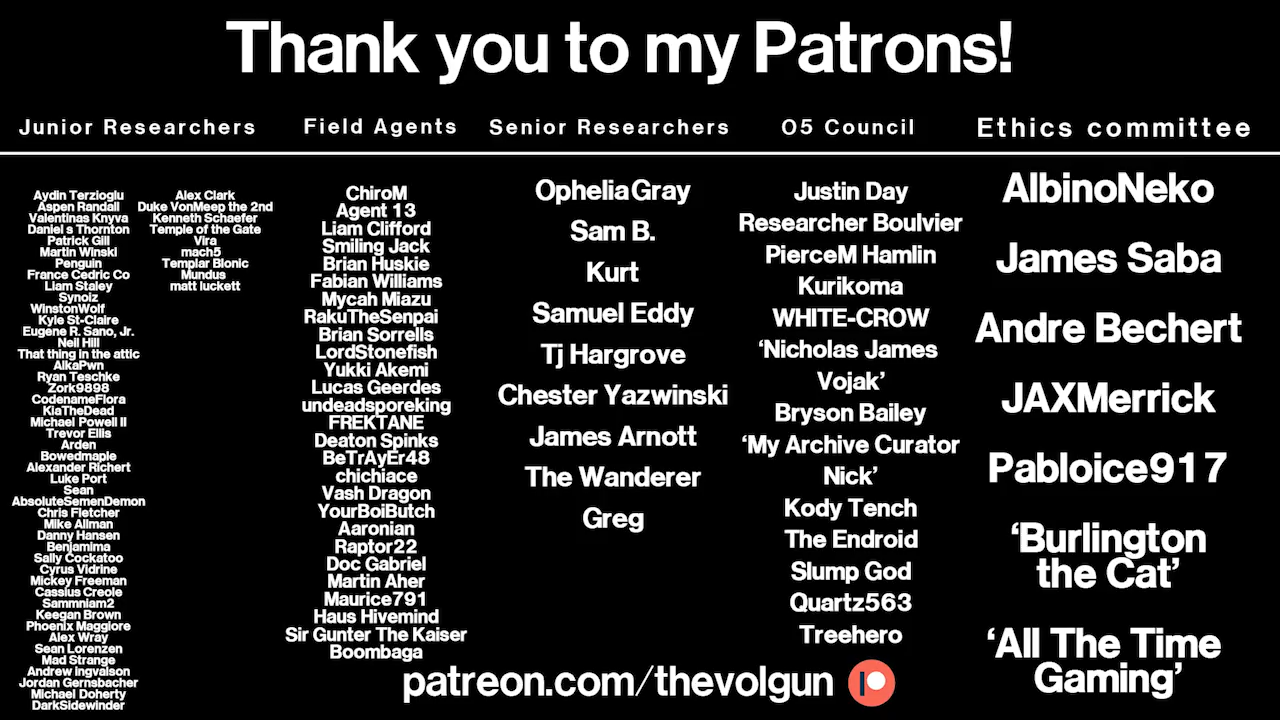 Thank you to my Patrons!
Junior Researchers
Aydin Terzioglu
Aspen Randall
Valentinas Knyva
Daniel s Thornton
Patrick Gill
Martin Winski
Penguin
France Cedric Co
Liam Staley
Synoiz
WinstonWolf
Kyle St-Claire
Eugene R. Sano, Jr.
Neil Hill
That thing in the attic
AlkaPwn
Ryan Teschke
Zork9898
CodenameFlora
KiaTheDead
Michael Powell II
Trevor Ellis
Arden
Bowedmaple
Alexander Richert
Luke Port
Sean
AbsoluteSemenDemon
Chris Fletcher
Mike Allman
Danny Hansen
Benjamima
Sally Cockatoo
Cyrus Vidrine
Mickey Freeman
Cassius Creole
Sammniam2
Keegan Brown
Phoenix Maggiore
Alex Wray
Sean Lorenzen
Mad Strange
Andrew Ingvalson
Jordan Gernsbacher
Michael Doherty
DarkSidewinder
Alex Clark
Duke VonMeep the 2nd
Kenneth Schaefer
Temple of the Gate
Vira
mach5
Templar Bionic
Mundus
matt luckett
Field Agents
ChiroM
Agent 13
Liam Clifford
Smiling Jack
Brian Huskie
Fabian Williams
Mycah Miazu
RakuTheSenpai
Brian Sorrells
LordStonefish
Yukki Akemi
Lucas Geerdes
undeadsporeking
FREKTANE
Deaton Spinks
BeTrAyEr48
chichiace
Vash Dragon
YourBoiButch
Aaronian
Raptor22
Doc Gabriel
Martin Aher
Maurice791
Haus Hivemind
Sir Gunter The Kaiser
Boombaga
Senior Researchers
OpheliaGray
Sam B.
Kurt
Samuel Eddy
Tj Hargrove
Chester Yazwinski
James Arnott
The Wanderer
Greg
O5 Council
Justin Day
Researcher Boulvier
PierceM Hamlin
Kurikoma
WHITE-CROW
‘Nicholas James
Vojak’
Bryson Bailey
‘My Archive Curator
Nick’
Kody Tench
The Endroid
Slump God
Quartz563
Treehero
Ethics committee
AlbinoNeko
James Saba
Andre Bechert
JAXMerrick
Pabloice917
‘Burlington
the Cat’
‘All The Time
Gaming’
patreon.com/thevolgun